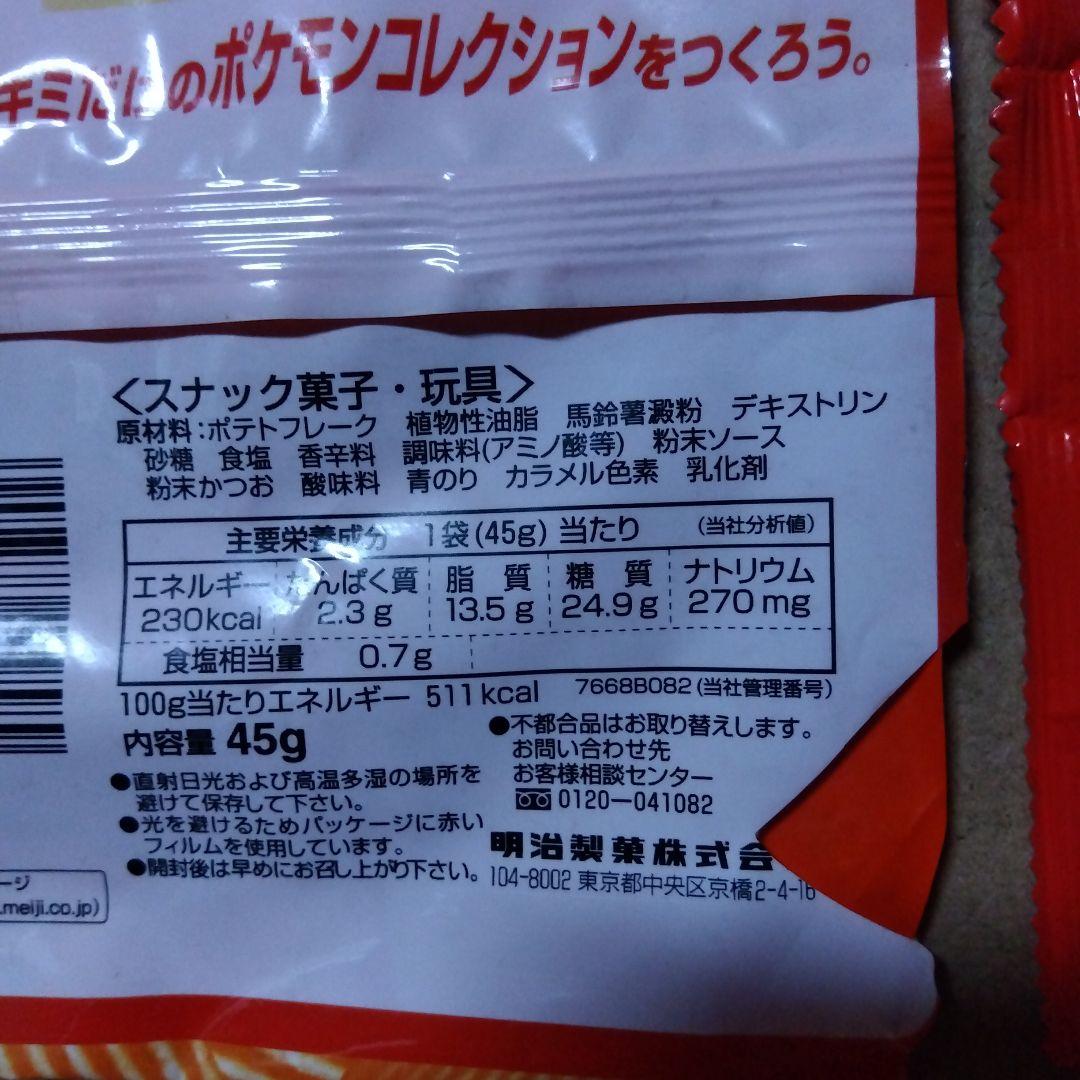 キミだけのポケモンコレクションをつくろう。
<スナック菓子・玩具>
原材料:ポテトフレーク 植物性油脂 馬鈴薯澱粉 デキストリン
砂糖 食塩 香辛料 調味料(アミノ酸等) 粉末ソース
粉末かつお 酸味料 青のり カラメル色素 乳化剤
主要栄養成分 1袋(45g)当たり (当社分析値)
エネルギー たんぱく質 脂質 糖質 ナトリウム
230kcal 2.3g 13.5g 24.9g 270mg
食塩相当量 0.7g
100g当たりエネルギー 511kcal 7668B082(当社管理番号)
内容量 45g
●直射日光および高温多湿の場所を
避けて保存して下さい。
●光を避けるためパッケージに赤い
フィルムを使用しています。
●開封後は早めにお召し上がり下さい。
●不都合品はお取り替えします。
お問い合わせ先
お客様相談センター
0120-041082
明治製菓株式会
104-8002 東京都中央区京橋2-4-16
ージ
.meiji.co.jp)